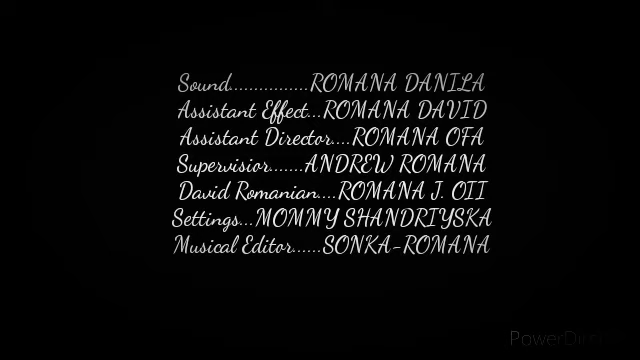 Sound................ROMANA DANILA
Assistant Effect...ROMANA DAVID
Assistant Director....ROMANA OFA
Supervisior.......ANDREW ROMANA
David Romanian....ROMANA J. OII
Settings...MOMMY SHANDRIYSKA
Musical Editor......SONKA-ROMANA